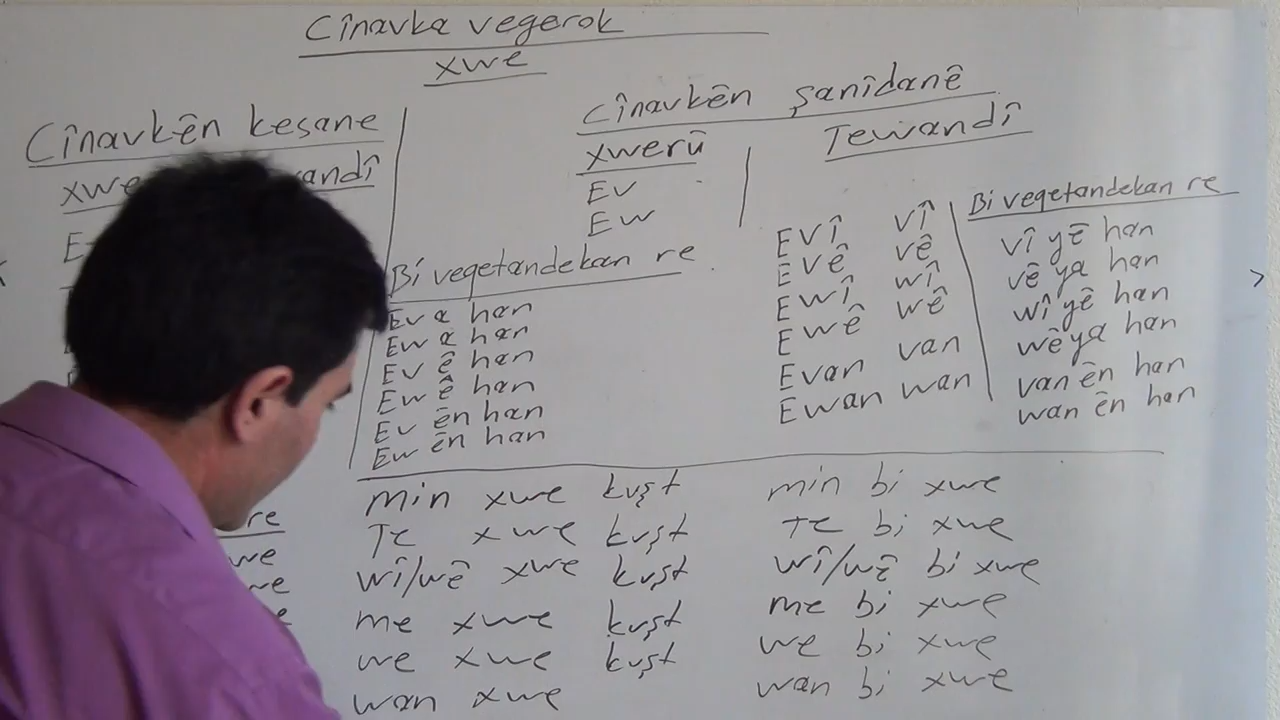 Cînavka vegerok
xwe
Cînavkên kesane
Cînavkên şanîdanê
xwerû
Tewandî
Ev
Ew
Bi vegetandekan re
Ev a han
Ew a han
Ev ê han
Ew ê han
Ev ên han
Ew ên han
Evî vî
Evê vê
Ewî wî
Ewê wê
Evan van
Ewan wan
Bi vegetandekan re
vî yê han
vê ya han
wî yê han
wê ya han
van ên han
wan ên han
re
min xwe kuşt
Te xwe kuşt
wî/wê xwe kuşt
me xwe kuşt
we xwe kuşt
wan xwe
min bi xwe
te bi xwe
wî/wê bi xwe
me bi xwe
we bi xwe
wan bi xwe